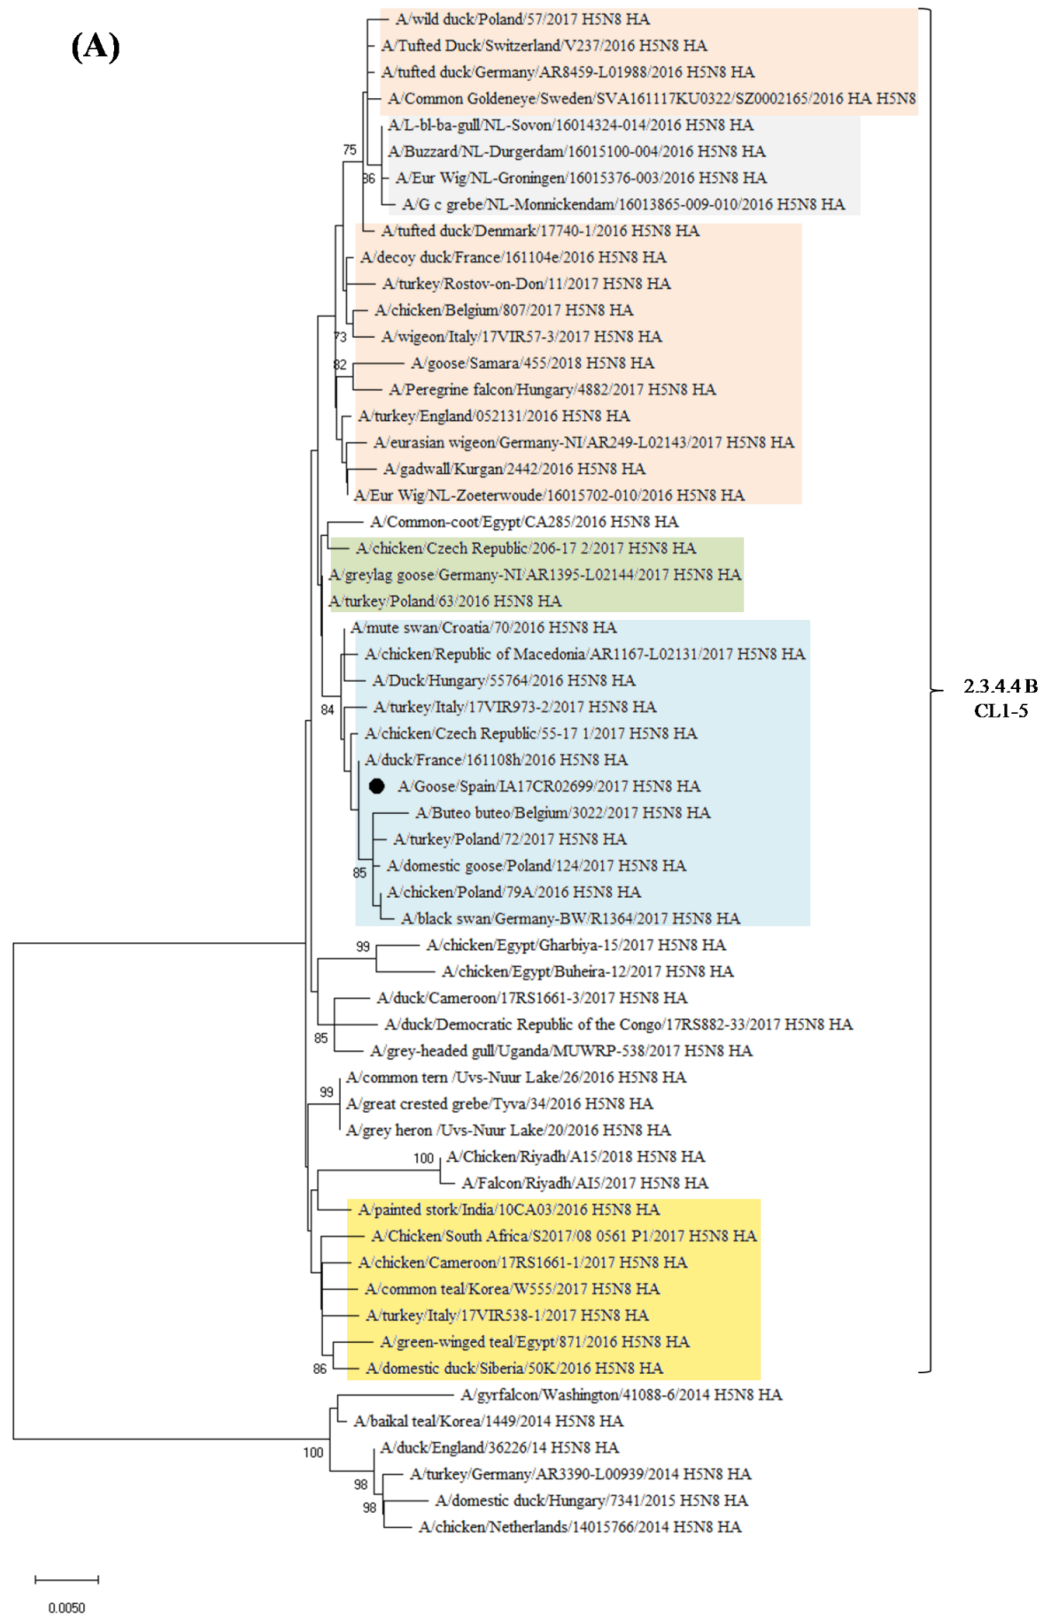 (A)
A/wild duck/Poland/57/2017 H5N8 HA
A/Tufted Duck/Switzerland/V237/2016 H5N8 HA
A/tufted duck/Germany/AR8459-L01988/2016 H5N8 HA
A/Common Goldeneye/Sweden/SVA161117KU0322/SZ0002165/2016 HA H5N8
A/L-bl-ba-gull/NL-Sovon/16014324-014/2016 H5N8 HA
75
A/Buzzard/NL-Durgerdam/16015100-004/2016 H5N8 HA
86
A/Eur Wig/NL-Groningen/16015376-003/2016 H5N8 HA
A/G c grebe/NL-Monnickendam/16013865-009-010/2016 H5N8 HA
A/tufted duck/Denmark/17740-1/2016 H5N8 HA
A/decoy duck/France/161104e/2016 H5N8 HA
A/turkey/Rostov-on-Don/11/2017 H5N8 HA
A/chicken/Belgium/807/2017 H5N8 HA
73
A/wigeon/Italy/17VIR57-3/2017 H5N8 HA
82
A/goose/Samara/455/2018 H5N8 HA
A/Peregrine falcon/Hungary/4882/2017 H5N8 HA
A/turkey/England/052131/2016 H5N8 HA
A/eurasian wigeon/Germany-NI/AR249-L02143/2017 H5N8 HA
A/gadwall/Kurgan/2442/2016 H5N8 HA
A/Eur Wig/NL-Zoeterwoude/16015702-010/2016 H5N8 HA
A/Common-coot/Egypt/CA285/2016 H5N8 HA
A/chicken/Czech Republic/206-17 2/2017 H5N8 HA
A/greylag goose/Germany-NI/AR1395-L02144/2017 H5N8 HA
A/turkey/Poland/63/2016 H5N8 HA
A/mute swan/Croatia/70/2016 H5N8 HA
A/chicken/Republic of Macedonia/AR1167-L02131/2017 H5N8 HA
A/Duck/Hungary/55764/2016 H5N8 HA
84
A/turkey/Italy/17VIR973-2/2017 H5N8 HA
2.3.4.4 B
CL1-5
A/chicken/Czech Republic/55-17 1/2017 H5N8 HA
A/duck/France/161108h/2016 H5N8 HA
A/Goose/Spain/IA17CR02699/2017 H5N8 HA
A/Buteo buteo/Belgium/3022/2017 H5N8 HA
A/turkey/Poland/72/2017 H5N8 HA
85
A/domestic goose/Poland/124/2017 H5N8 HA
A/chicken/Poland/79A/2016 H5N8 HA
A/black swan/Germany-BW/R1364/2017 H5N8 HA
99
A/chicken/Egypt/Gharbiya-15/2017 H5N8 HA
A/chicken/Egypt/Buheira-12/2017 H5N8 HA
A/duck/Cameroon/17RS1661-3/2017 H5N8 HA
A/duck/Democratic Republic of the Congo/17RS882-33/2017 H5N8 HA
85
A/grey-headed gull/Uganda/MUWRP-538/2017 H5N8 HA
A/common tern /Uvs-Nuur Lake/26/2016 H5N8 HA
99
A/great crested grebe/Tyva/34/2016 H5N8 HA
A/grey heron /Uvs-Nuur Lake/20/2016 H5N8 HA
100
A/Chicken/Riyadh/A15/2018 H5N8 HA
A/Falcon/Riyadh/AI5/2017 H5N8 HA
A/painted stork/India/10CA03/2016 H5N8 HA
A/Chicken/South Africa/S2017/08 0561 P1/2017 H5N8 HA
A/chicken/Cameroon/17RS1661-1/2017 H5N8 HA
A/common teal/Korea/W555/2017 H5N8 HA
A/turkey/Italy/17VIR538-1/2017 H5N8 HA
A/green-winged teal/Egypt/871/2016 H5N8 HA
86
A/domestic duck/Siberia/50K/2016 H5N8 HA
A/gyrfalcon/Washington/41088-6/2014 H5N8 HA
A/baikal teal/Korea/1449/2014 H5N8 HA
100
A/duck/England/36226/14 H5N8 HA
A/turkey/Germany/AR3390-L00939/2014 H5N8 HA
98
A/domestic duck/Hungary/7341/2015 H5N8 HA
98
A/chicken/Netherlands/14015766/2014 H5N8 HA
0.0050